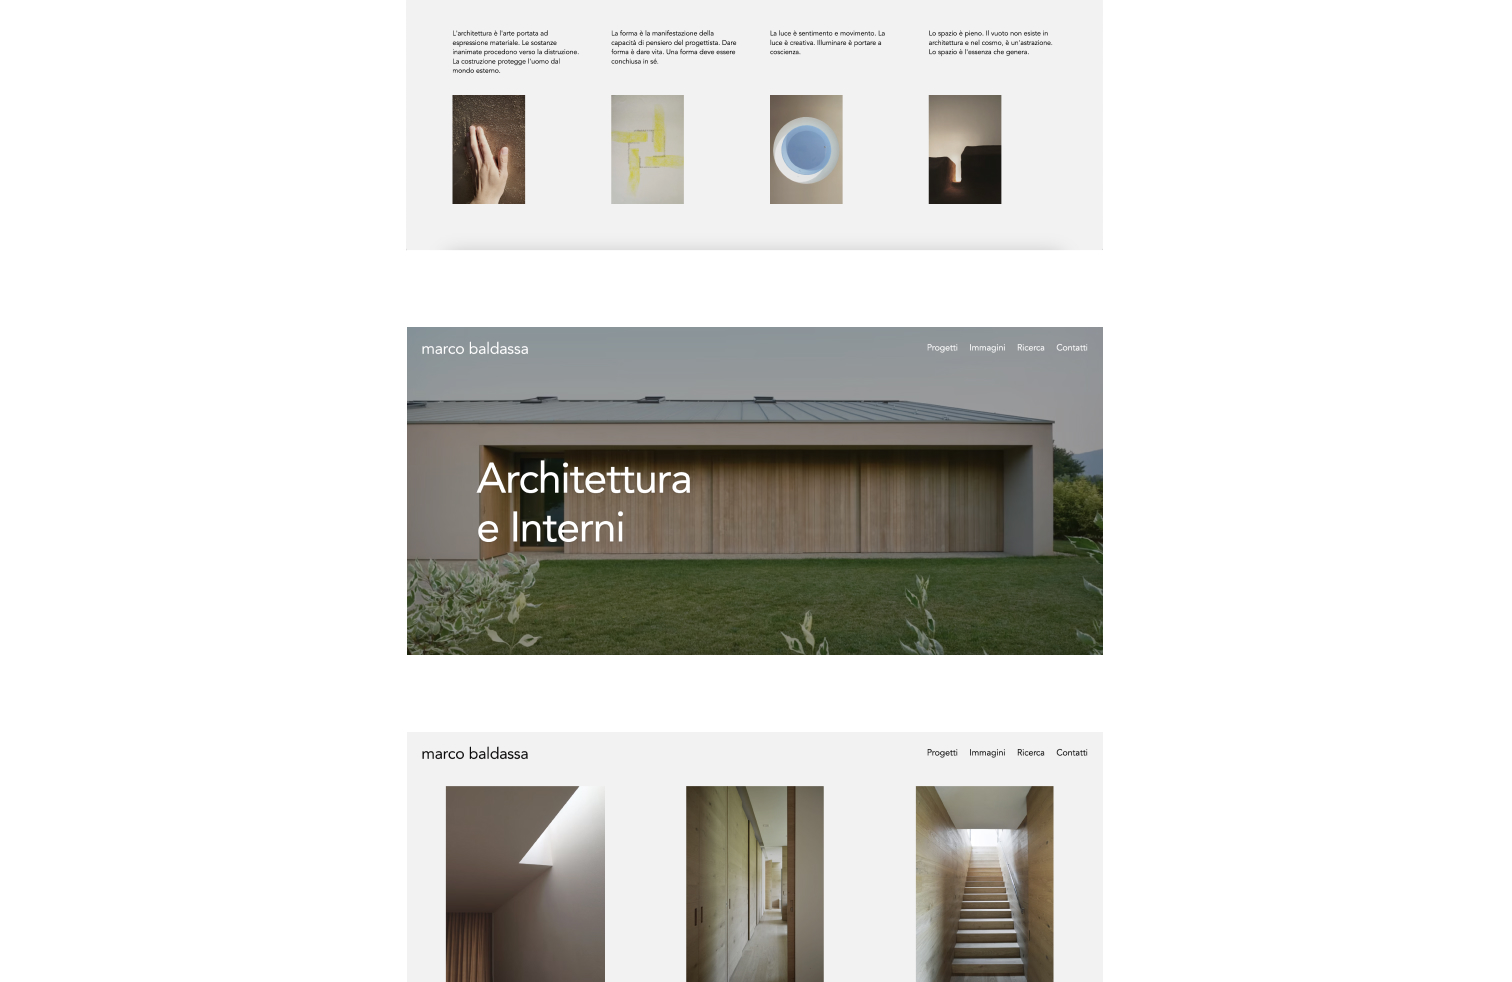 L'architettura è l'arte portata ad
espressione materiale. Le sostanze
inanimate procedono verso la distruzione.
La costruzione protegge l'uomo dal
mondo esterno.
La forma è la manifestazione della
capacità di pensiero del progettista. Dare
forma è dare vita. Una forma deve essere
conchiusa in sé.
La luce è sentimento e movimento. La
luce è creativa. Illuminare è portare a
coscienza.
Lo spazio è pieno. Il vuoto non esiste in
architettura e nel cosmo, è un'astrazione.
Lo spazio è l'essenza che genera.
marco baldassa
Progetti Immagini Ricerca Contatti
Architettura
e Interni
marco baldassa
Progetti Immagini Ricerca Contatti